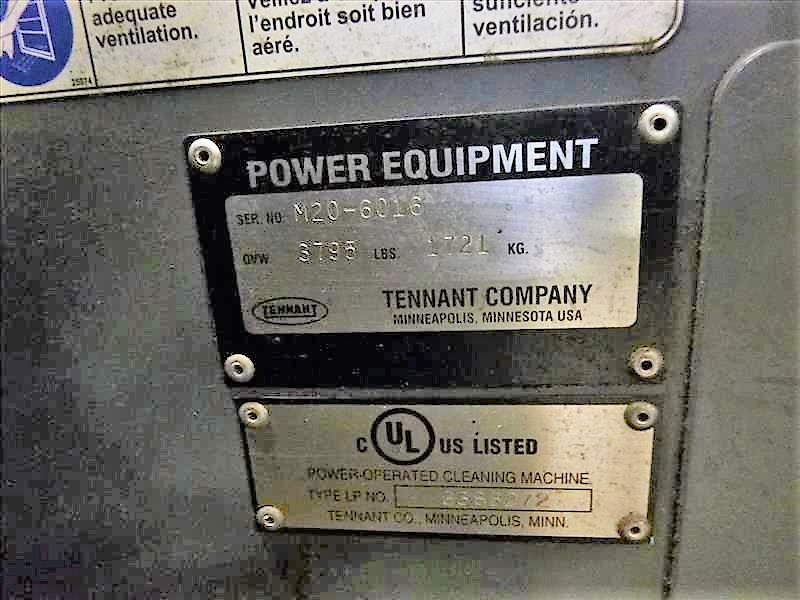 adequate
ventilation.
l'endroit soit bien
aéré.
suficiente
ventilación.
25574
POWER EQUIPMENT
SER. NO. M20-6016
GVW 3795 LBS. 1721 KG.
TENNANT
TENNANT COMPANY
MINNEAPOLIS, MINNESOTA USA
C UL US LISTED
POWER-OPERATED CLEANING MACHINE
TYPE LP NO.
TENNANT CO., MINNEAPOLIS, MINN.